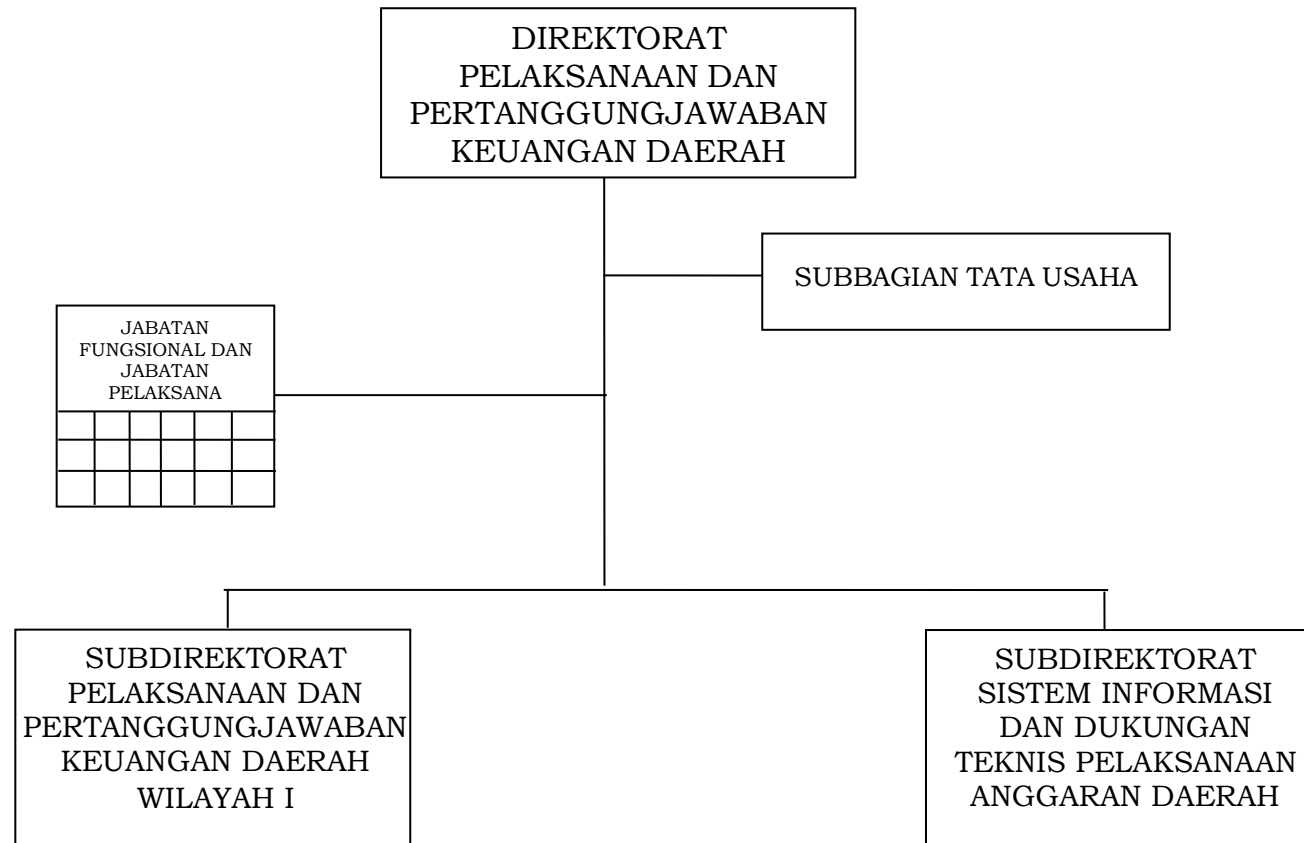 DIREKTORAT
PELAKSANAAN DAN
PERTANGGUNGJAWABAN
KEUANGAN DAERAH
SUBBAGIAN TATA USAHA
JABATAN
FUNGSIONAL DAN
JABATAN
PELAKSANA
SUBDIREKTORAT
PELAKSANAAN DAN
PERTANGGUNGJAWABAN
KEUANGAN DAERAH
WILAYAH I
SUBDIREKTORAT
SISTEM INFORMASI
DAN DUKUNGAN
TEKNIS PELAKSANAAN
ANGGARAN DAERAH